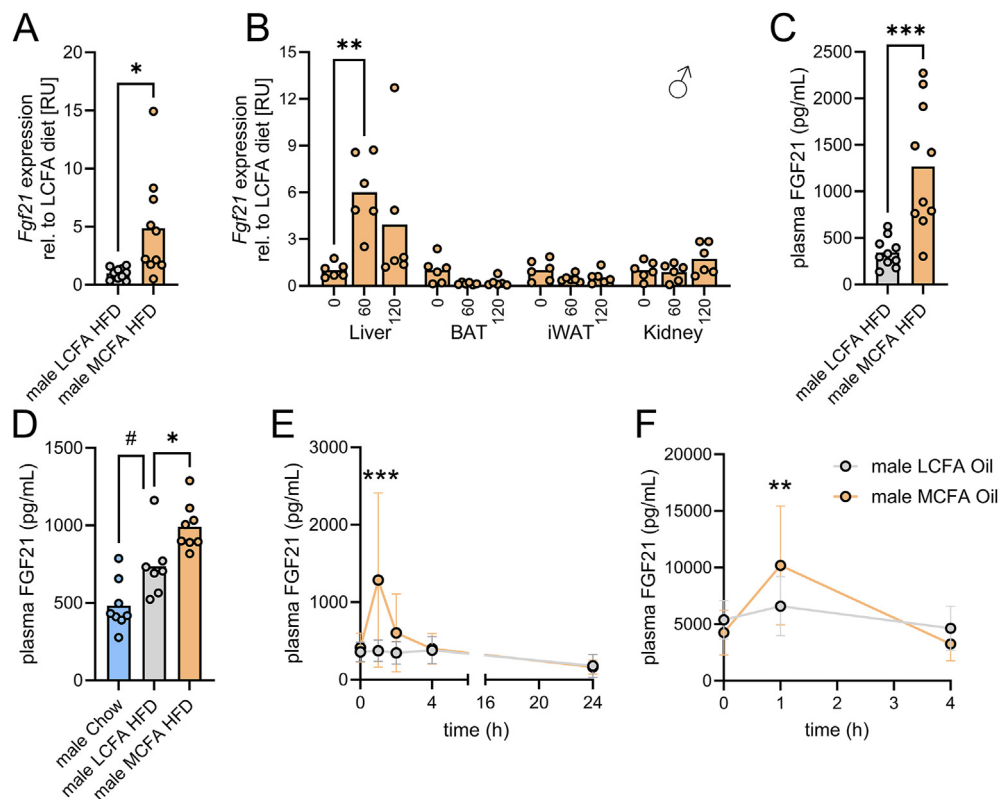 A
Fgf21 expression
rel. to LCFA diet [RU]
20
15
10
5
0
*
male LCFA HFD
male MCFA HFD
B
Fgf21 expression
rel. to LCFA diet [RU]
15
12
9
6
3
0
**
♂
0
60
120
0
60
120
0
60
120
0
60
120
Liver
BAT
iWAT
Kidney
C
plasma FGF21 (pg/mL)
2500
2000
1500
1000
500
0
***
male LCFA HFD
male MCFA HFD
D
plasma FGF21 (pg/mL)
1500
1000
500
0
#
*
male Chow
male LCFA HFD
male MCFA HFD
E
plasma FGF21 (pg/mL)
3000
2000
1000
0
***
0
4
16
20
24
time (h)
F
plasma FGF21 (pg/mL)
20000
15000
10000
5000
0
**
0
1
2
3
4
time (h)
male LCFA Oil
male MCFA Oil